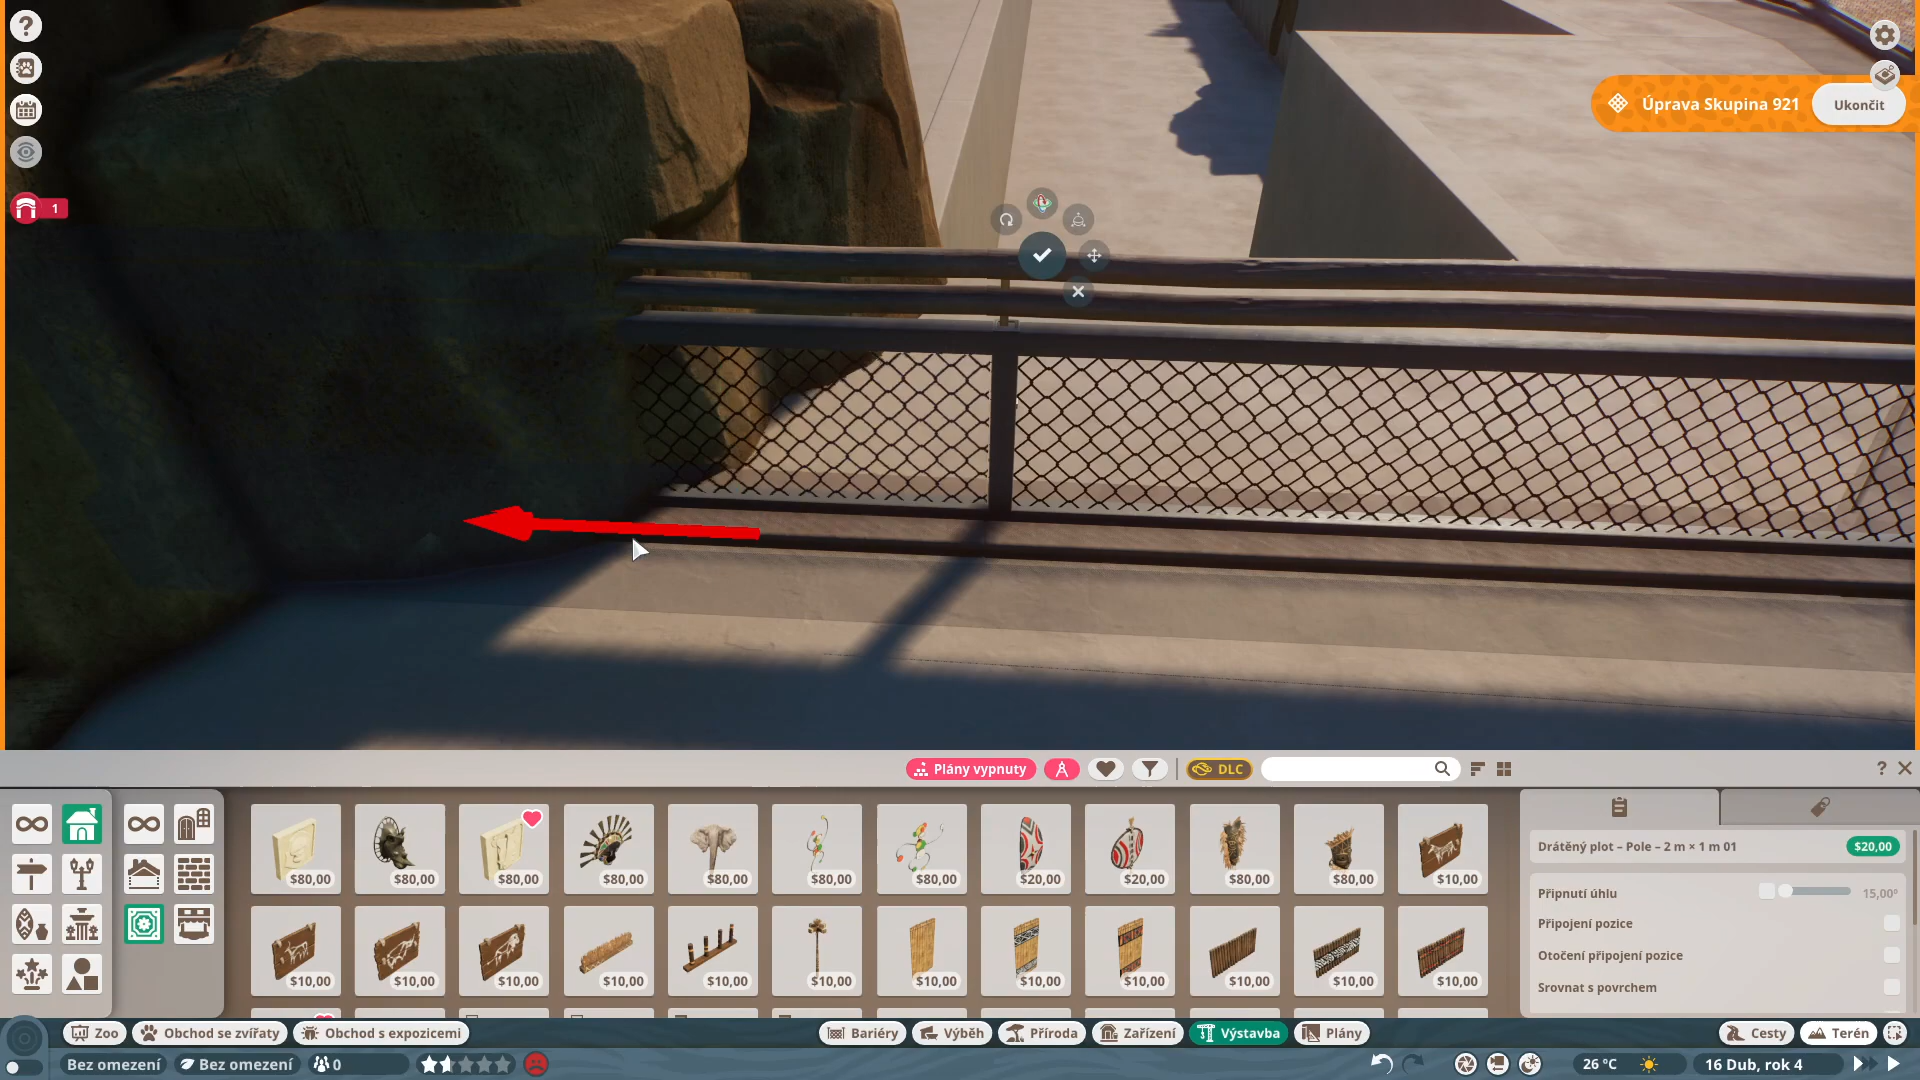 Úprava Skupina 921
Ukončit
1
Plány vypnuty
DLC
$80,00 $80,00 $80,00 $80,00 $80,00 $80,00 $80,00 $20,00 $20,00 $80,00 $80,00 $10,00
$10,00 $10,00 $10,00 $10,00 $10,00 $10,00 $10,00 $10,00 $10,00 $10,00 $10,00 $10,00
Drátěný plot – Pole – 2 m × 1 m 01
$20,00
Připnutí úhlu
15,00°
Připojení pozice
Otočení připojení pozice
Srovnat s povrchem
Zoo
Obchod se zvířaty
Obchod s expozicemi
Bariéry
Výběh
Příroda
Zařízení
Výstavba
Plány
Cesty
Terén
Bez omezení
Bez omezení
0
26 °C
16 Dub, rok 4